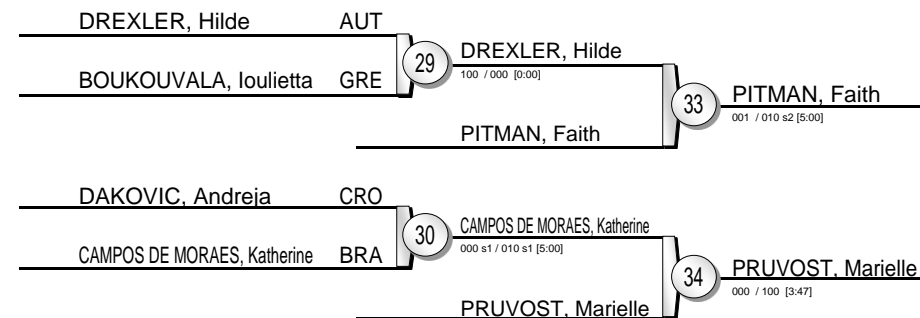 DREXLER, Hilde AUT
BOUKOUVALA, Ioulietta GRE
29
DREXLER, Hilde
100 / 000 [0:00]
PITMAN, Faith
33
PITMAN, Faith
001 / 010 s2 [5:00]
DAKOVIC, Andreja CRO
CAMPOS DE MORAES, Katherine BRA
30
CAMPOS DE MORAES, Katherine
000 s1 / 010 s1 [5:00]
PRUVOST, Marielle
34
PRUVOST, Marielle
000 / 100 [3:47]